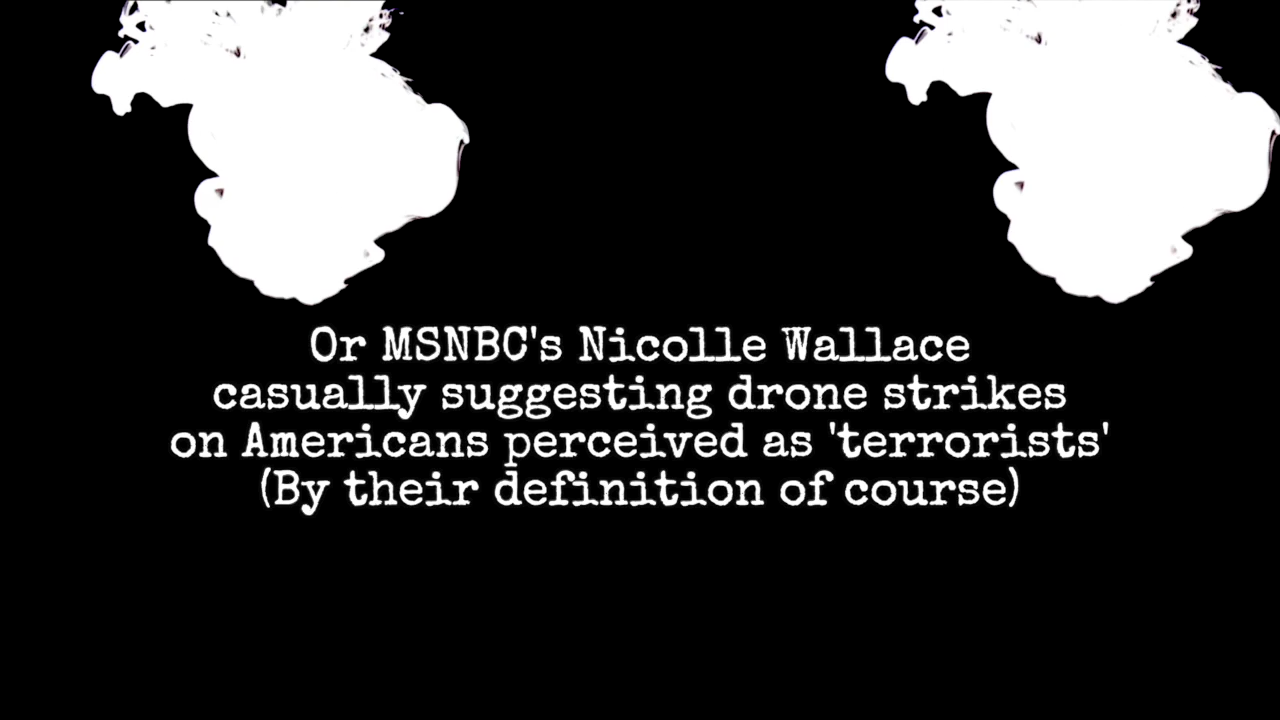 Or MSNBC's Nicolle Wallace
casually suggesting drone strikes
on Americans perceived as 'terrorists'
(By their definition of course)